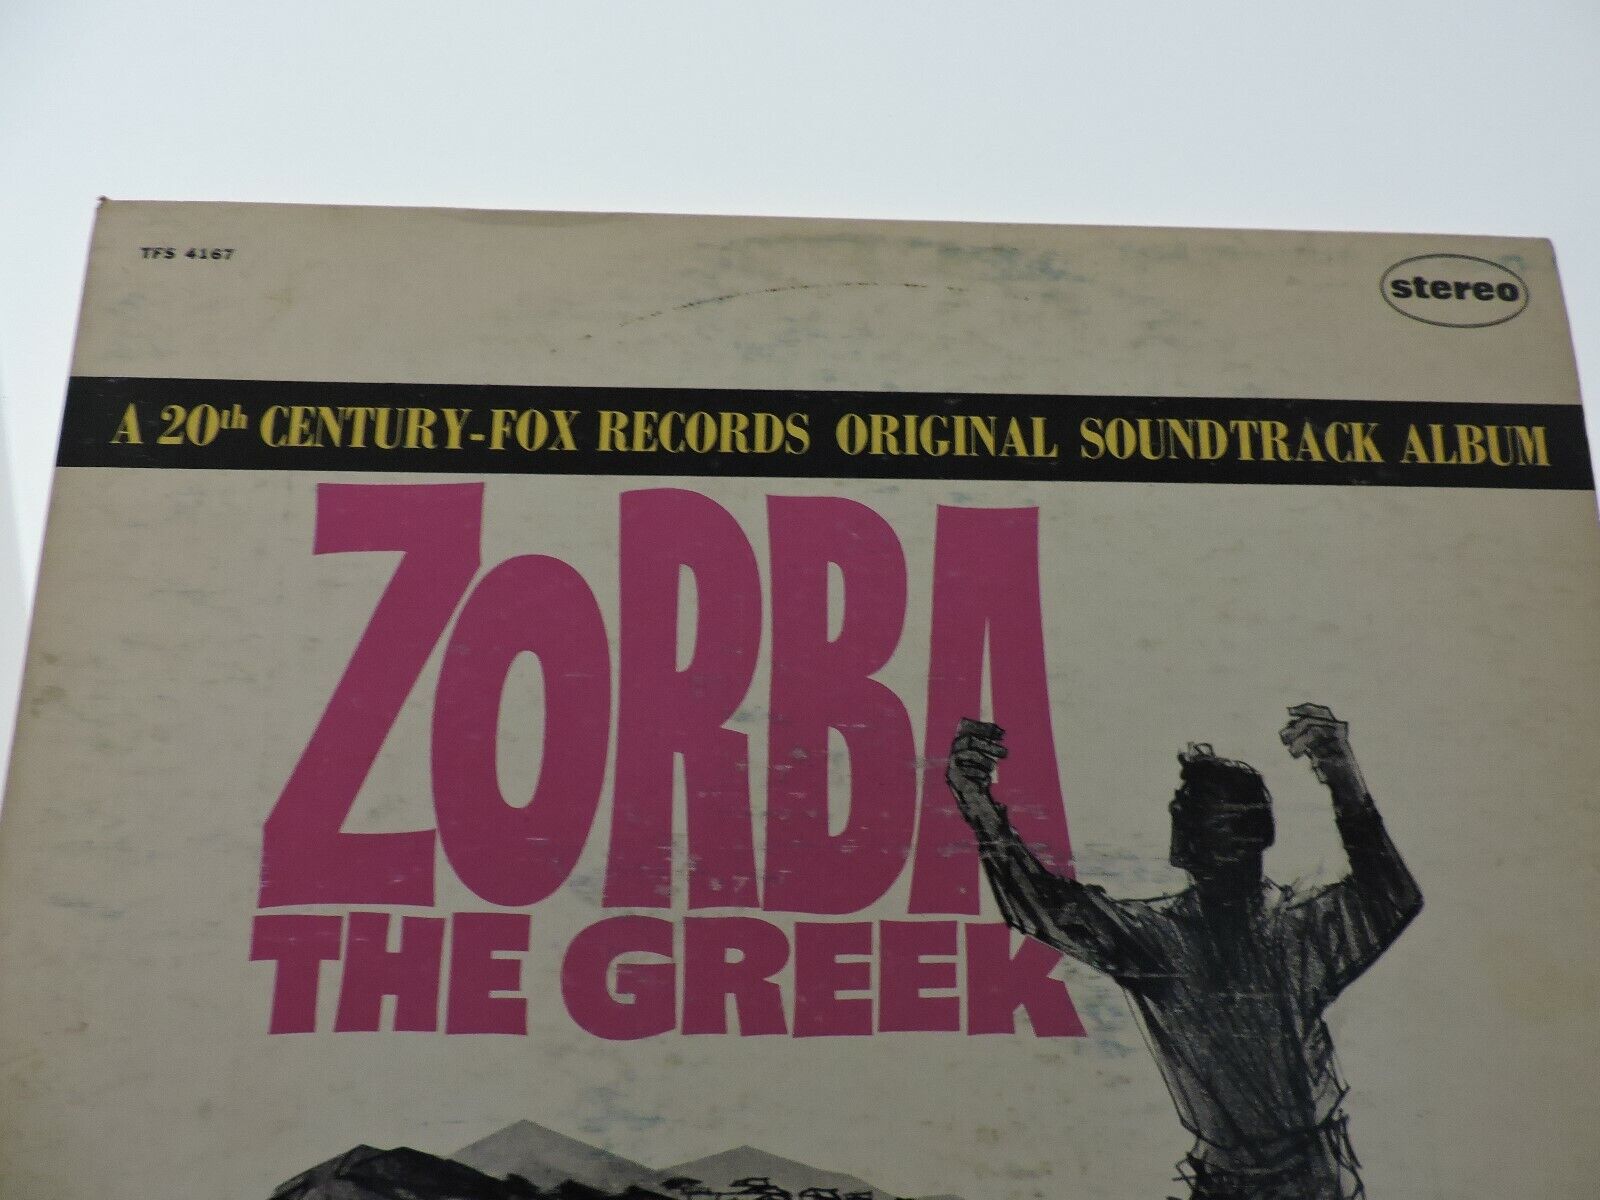 TFS 4167
stereo
A 20th CENTURY-FOX RECORDS ORIGINAL SOUNDTRACK ALBUM
ZORBA
THE GREEK